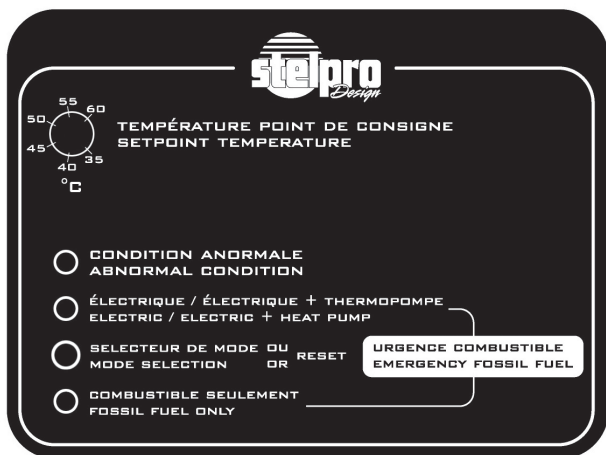 stelpro
Design
55
60
50
45
35
40
°C
TEMPÉRATURE POINT DE CONSIGNE
SETPOINT TEMPERATURE
CONDITION ANORMALE
ABNORMAL CONDITION
ÉLECTRIQUE / ÉLECTRIQUE + THERMOPOMPE
ELECTRIC / ELECTRIC + HEAT PUMP
SELECTEUR DE MODE OU
MODE SELECTION OR
RESET
URGENCE COMBUSTIBLE
EMERGENCY FOSSIL FUEL
COMBUSTIBLE SEULEMENT
FOSSIL FUEL ONLY